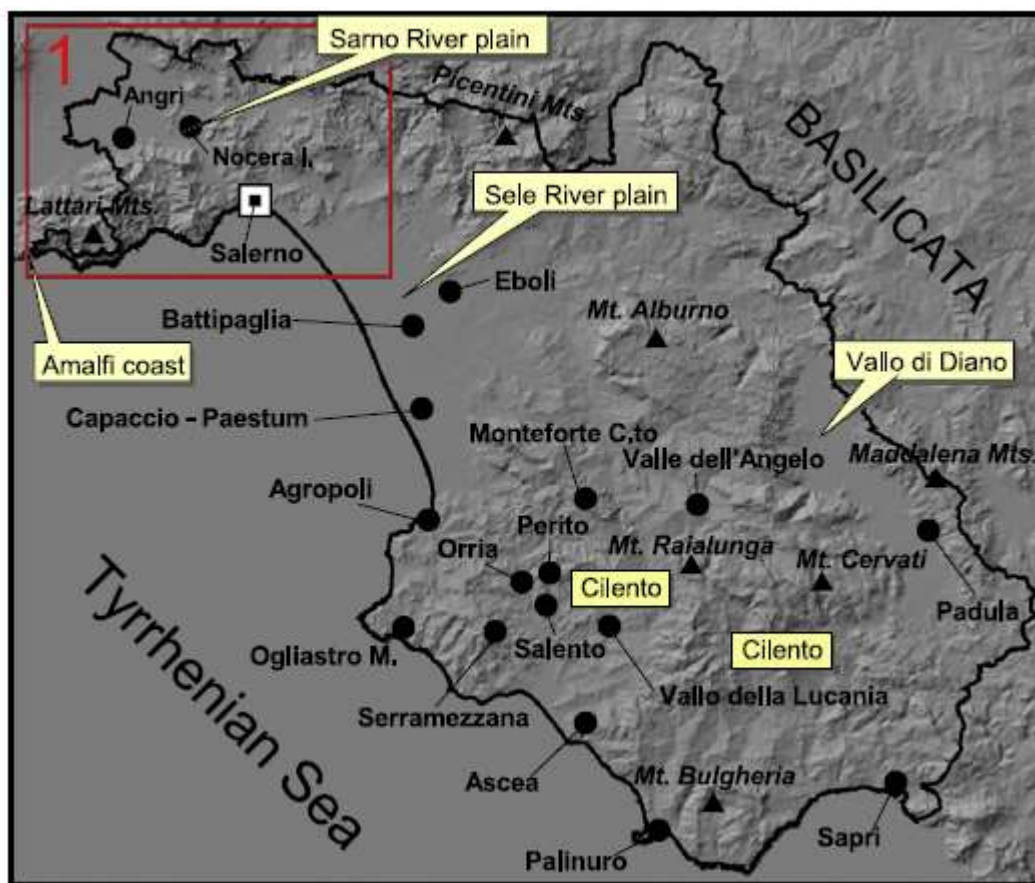 1
Sarno River plain
Picentini Mts.
Angri
Nocera I.
BASILICATA
Lattari Mts.
Sele River plain
Salerno
Eboli
Mt. Alburno
Battipaglia
Amalfi coast
Vallo di Diano
Capaccio - Paestum
Monteforte C.to
Valle dell'Angelo
Maddalena Mts.
Agropoli
Perito
Orria
Mt. Raialunga
Mt. Cervati
Cilento
Padula
Tyrrhenian Sea
Ogliastro M.
Salento
Cilento
Serramezzana
Vallo della Lucania
Ascea
Mt. Bulgheria
Sapri
Palinuro